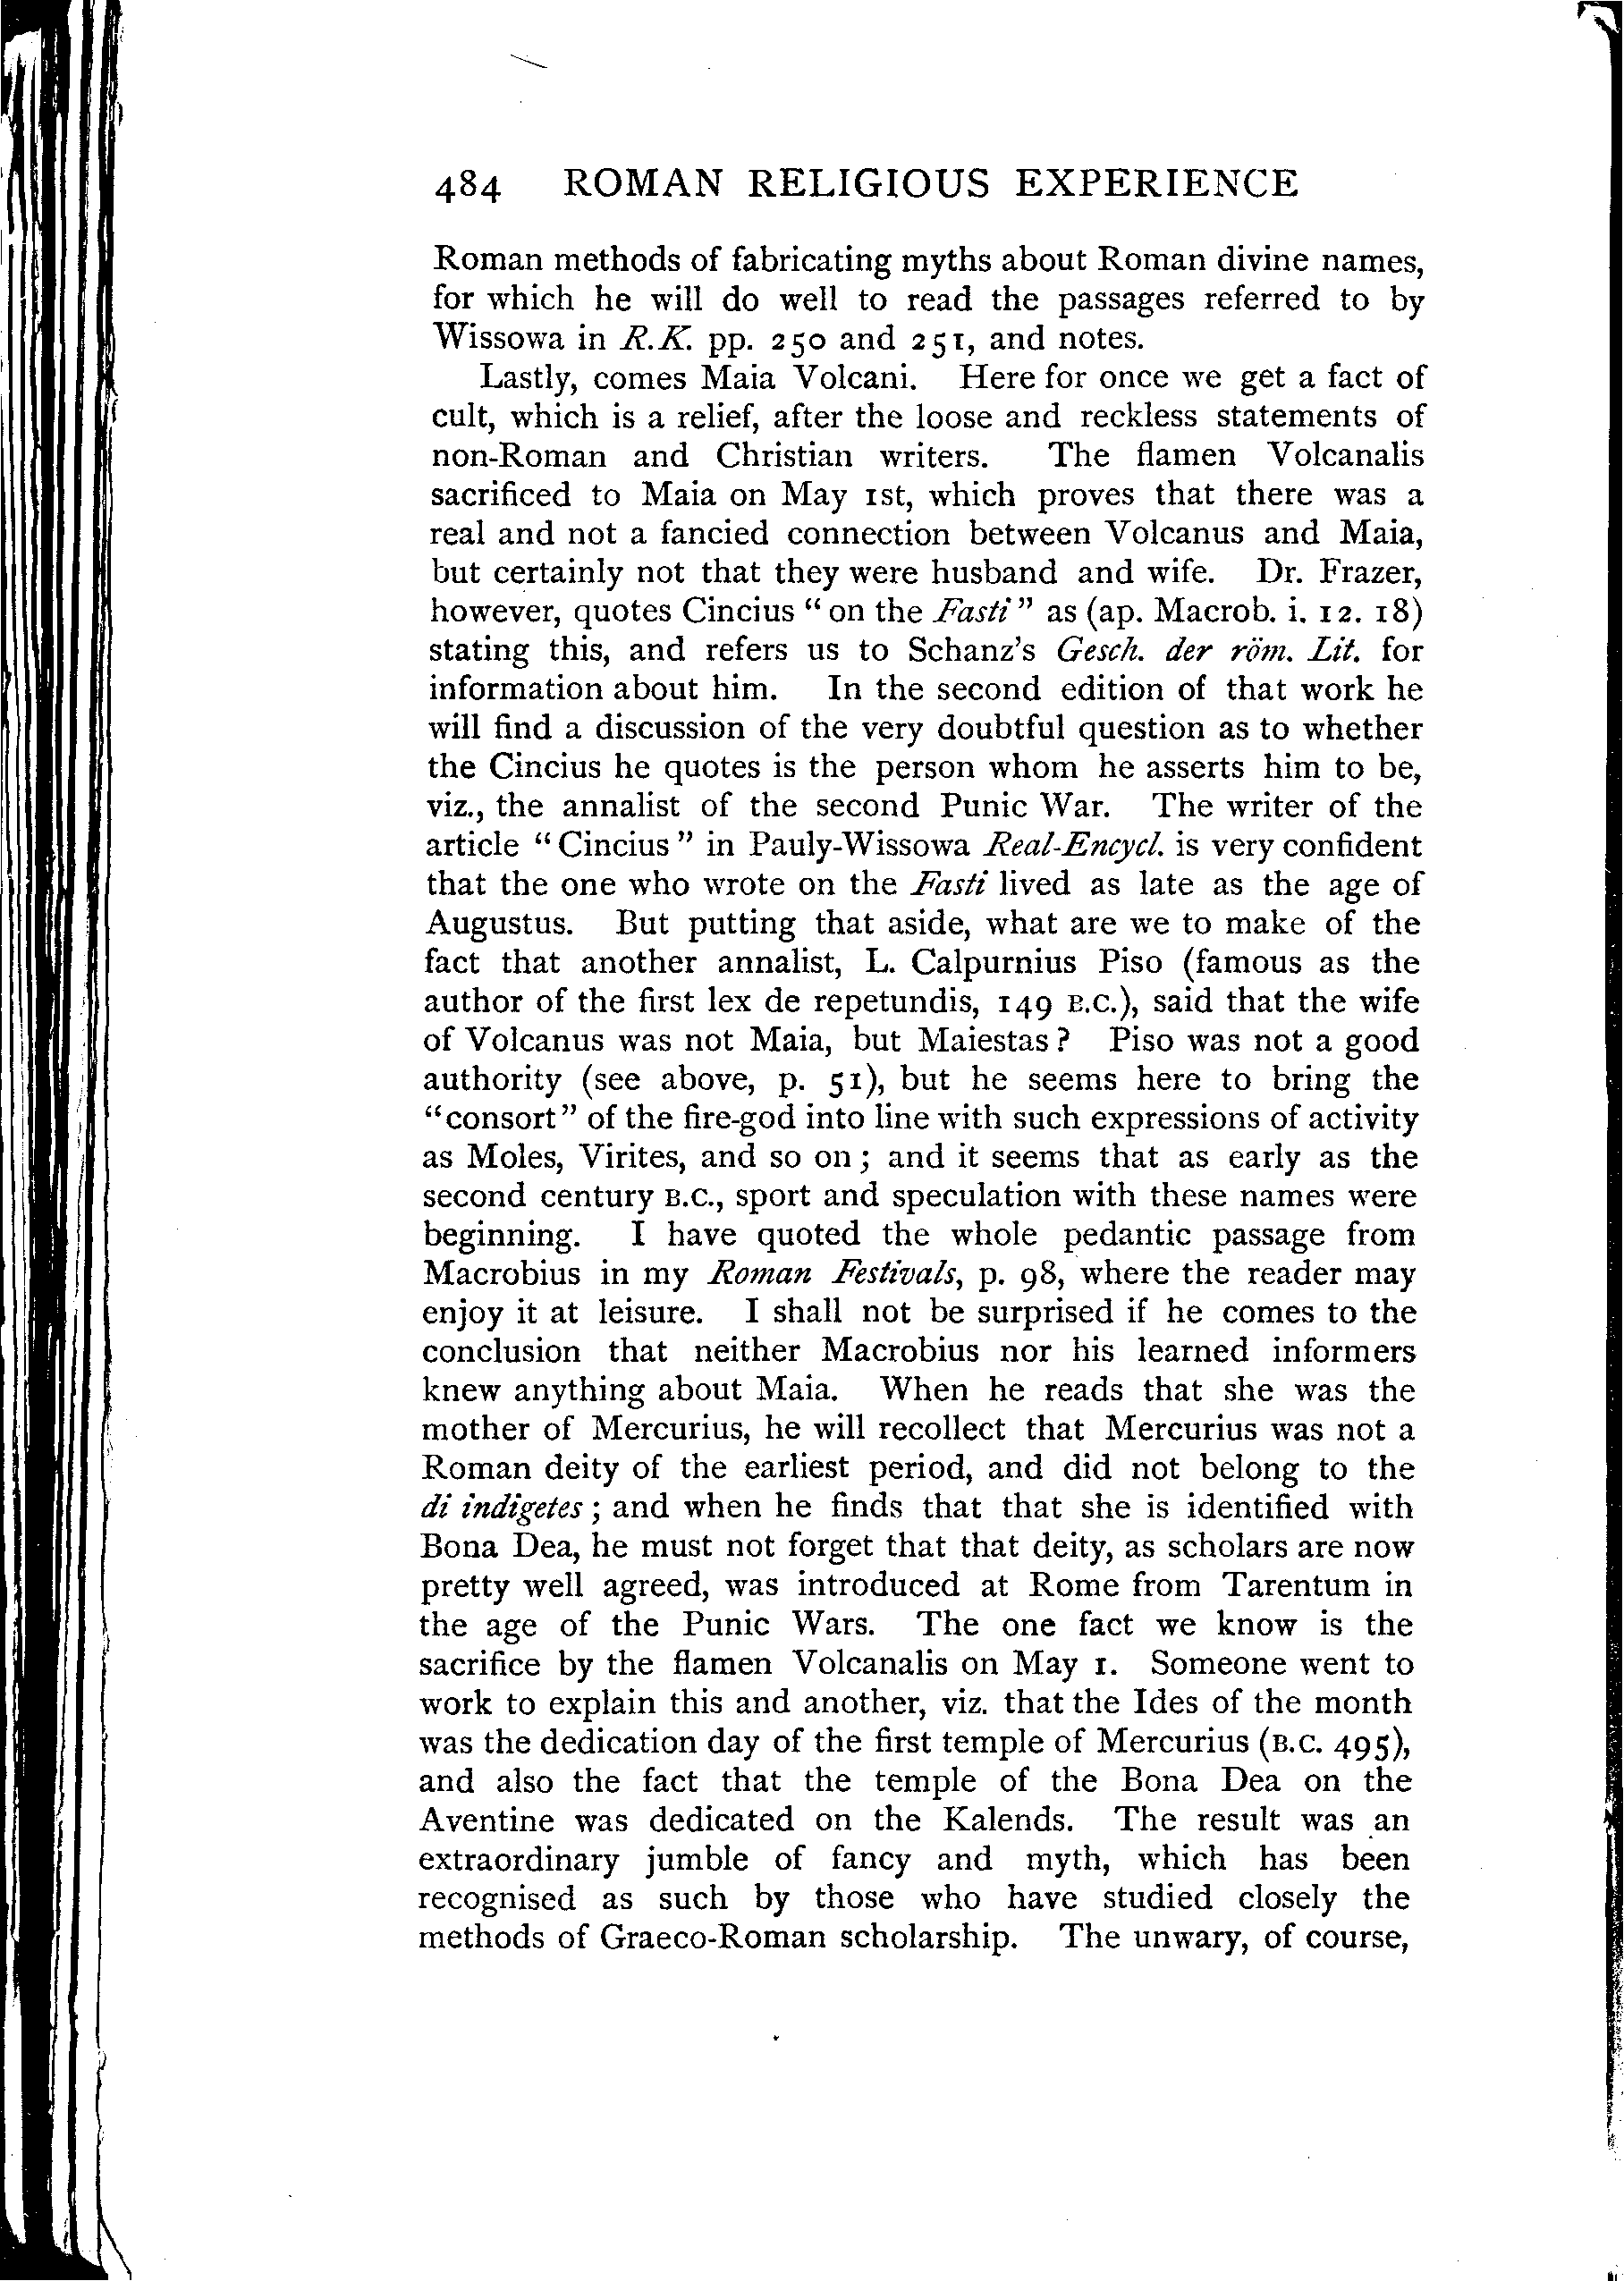 484 ROMAN RELIGIOUS EXPERIENCE
Roman methods of fabricating myths about Roman divine names,
for which he will do well to read the passages referred to by
Wissowa in R.K. pp. 250 and 251, and notes.
Lastly, comes Maia Volcani. Here for once we get a fact of
cult, which is a relief, after the loose and reckless statements of
non-Roman and Christian writers. The flamen Volcanalis
sacrificed to Maia on May 1st, which proves that there was a
real and not a fancied connection between Volcanus and Maia,
but certainly not that they were husband and wife. Dr. Frazer,
however, quotes Cincius “on the Fasti” as (ap. Macrob. i. 12. 18)
stating this, and refers us to Schanz's Gesch. der röm. Lit. for
information about him. In the second edition of that work he
will find a discussion of the very doubtful question as to whether
the Cincius he quotes is the person whom he asserts him to be,
viz., the annalist of the second Punic War. The writer of the
article “Cincius” in Pauly-Wissowa Real-Encycl. is very confident
that the one who wrote on the Fasti lived as late as the age of
Augustus. But putting that aside, what are we to make of the
fact that another annalist, L. Calpurnius Piso (famous as the
author of the first lex de repetundis, 149 B.C.), said that the wife
of Volcanus was not Maia, but Maiestas? Piso was not a good
authority (see above, p. 51), but he seems here to bring the
“consort” of the fire-god into line with such expressions of activity
as Moles, Virites, and so on; and it seems that as early as the
second century B.C., sport and speculation with these names were
beginning. I have quoted the whole pedantic passage from
Macrobius in my Roman Festivals, p. 98, where the reader may
enjoy it at leisure. I shall not be surprised if he comes to the
conclusion that neither Macrobius nor his learned informers
knew anything about Maia. When he reads that she was the
mother of Mercurius, he will recollect that Mercurius was not a
Roman deity of the earliest period, and did not belong to the
di indigetes; and when he finds that that she is identified with
Bona Dea, he must not forget that that deity, as scholars are now
pretty well agreed, was introduced at Rome from Tarentum in
the age of the Punic Wars. The one fact we know is the
sacrifice by the flamen Volcanalis on May 1. Someone went to
work to explain this and another, viz. that the Ides of the month
was the dedication day of the first temple of Mercurius (B.C. 495),
and also the fact that the temple of the Bona Dea on the
Aventine was dedicated on the Kalends. The result was an
extraordinary jumble of fancy and myth, which has been
recognised as such by those who have studied closely the
methods of Graeco-Roman scholarship. The unwary, of course,